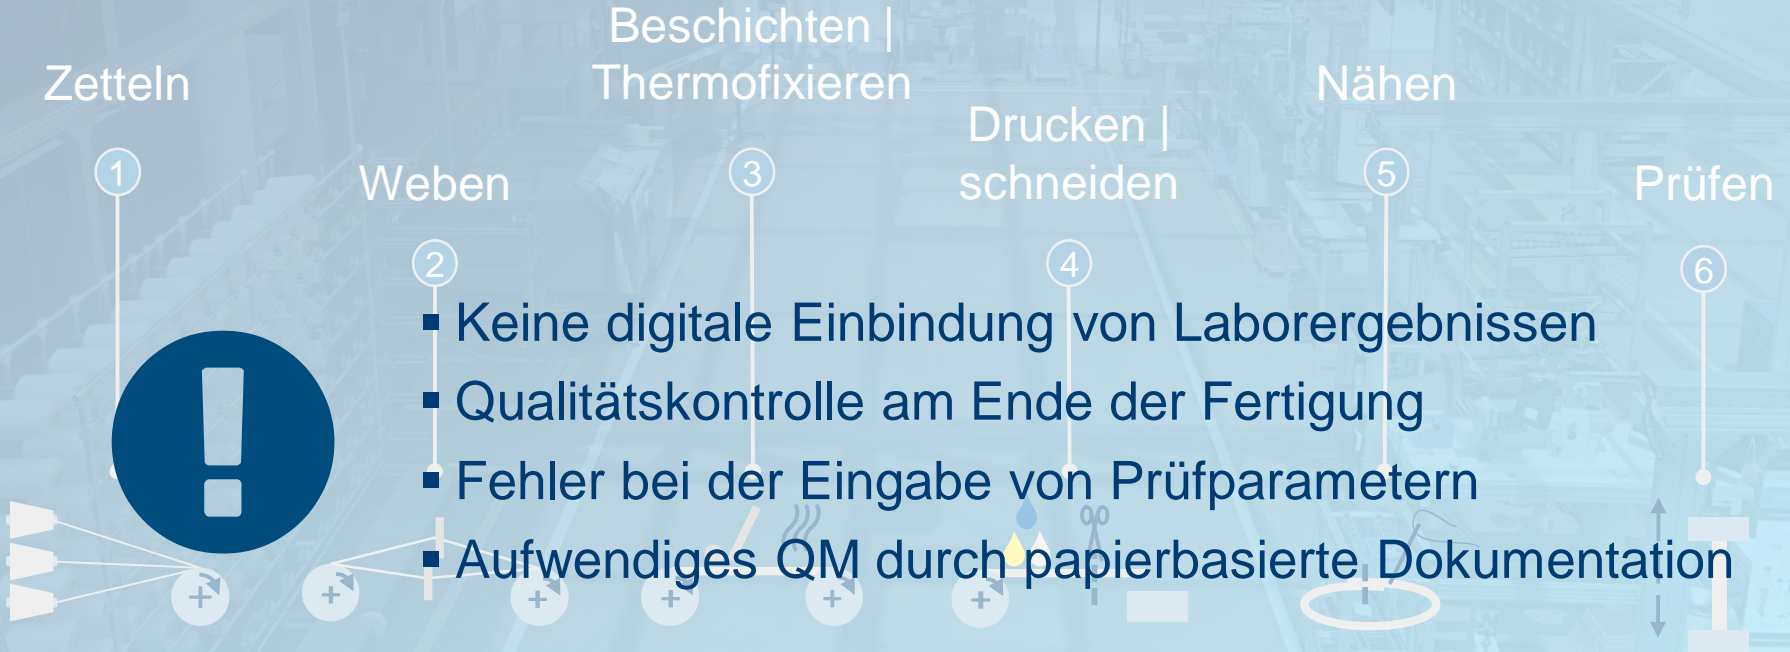 Zetteln
1
Weben
2
Beschichten |
Thermofixieren
3
Drucken |
schneiden
4
Nähen
5
Prüfen
6
Keine digitale Einbindung von Laborergebnissen
Qualitätskontrolle am Ende der Fertigung
Fehler bei der Eingabe von Prüfparametern
Aufwendiges QM durch papierbasierte Dokumentation